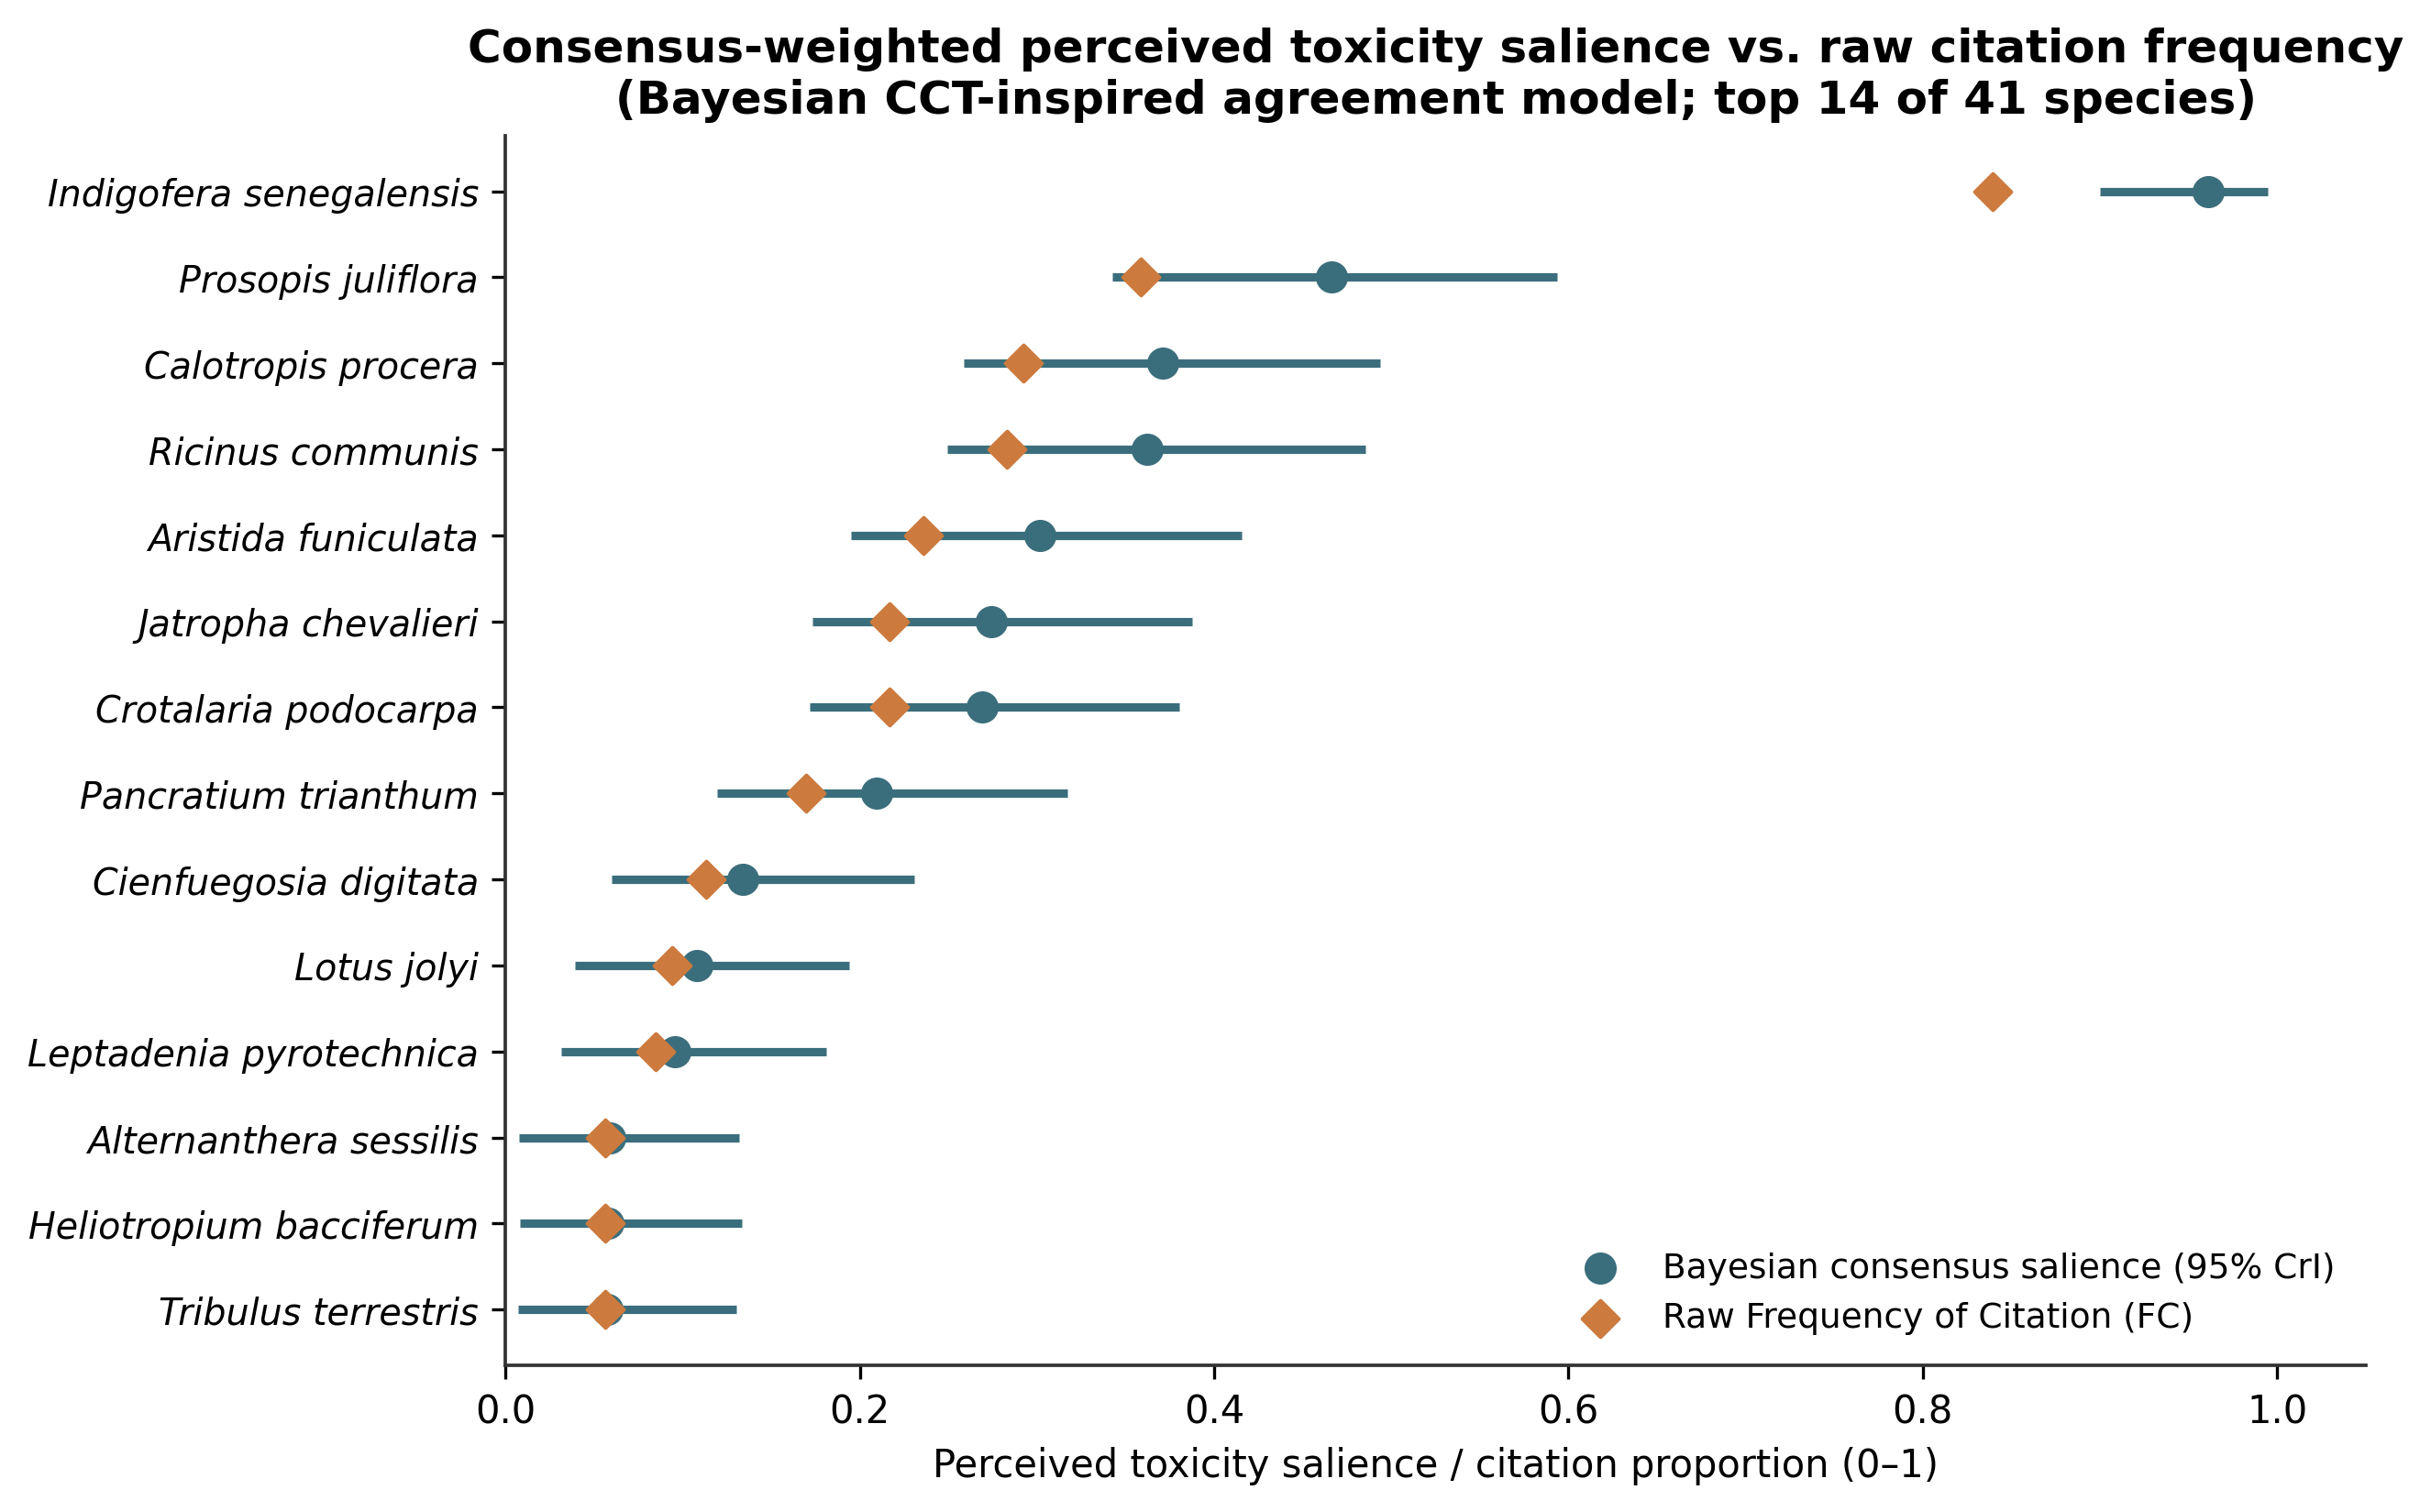 Consensus-weighted perceived toxicity salience vs. raw citation frequency
(Bayesian CCT-inspired agreement model; top 14 of 41 species)
Indigofera senegalensis
Prosopis juliflora
Calotropis procera
Ricinus communis
Aristida funiculata
Jatropha chevalieri
Crotalaria podocarpa
Pancratium trianthum
Cienfuegosia digitata
Lotus jolyi
Leptadenia pyrotechnica
Alternanthera sessilis
Heliotropium bacciferum
Tribulus terrestris
Bayesian consensus salience (95% CrI)
Raw Frequency of Citation (FC)
0.0 0.2 0.4 0.6 0.8 1.0
Perceived toxicity salience / citation proportion (0–1)